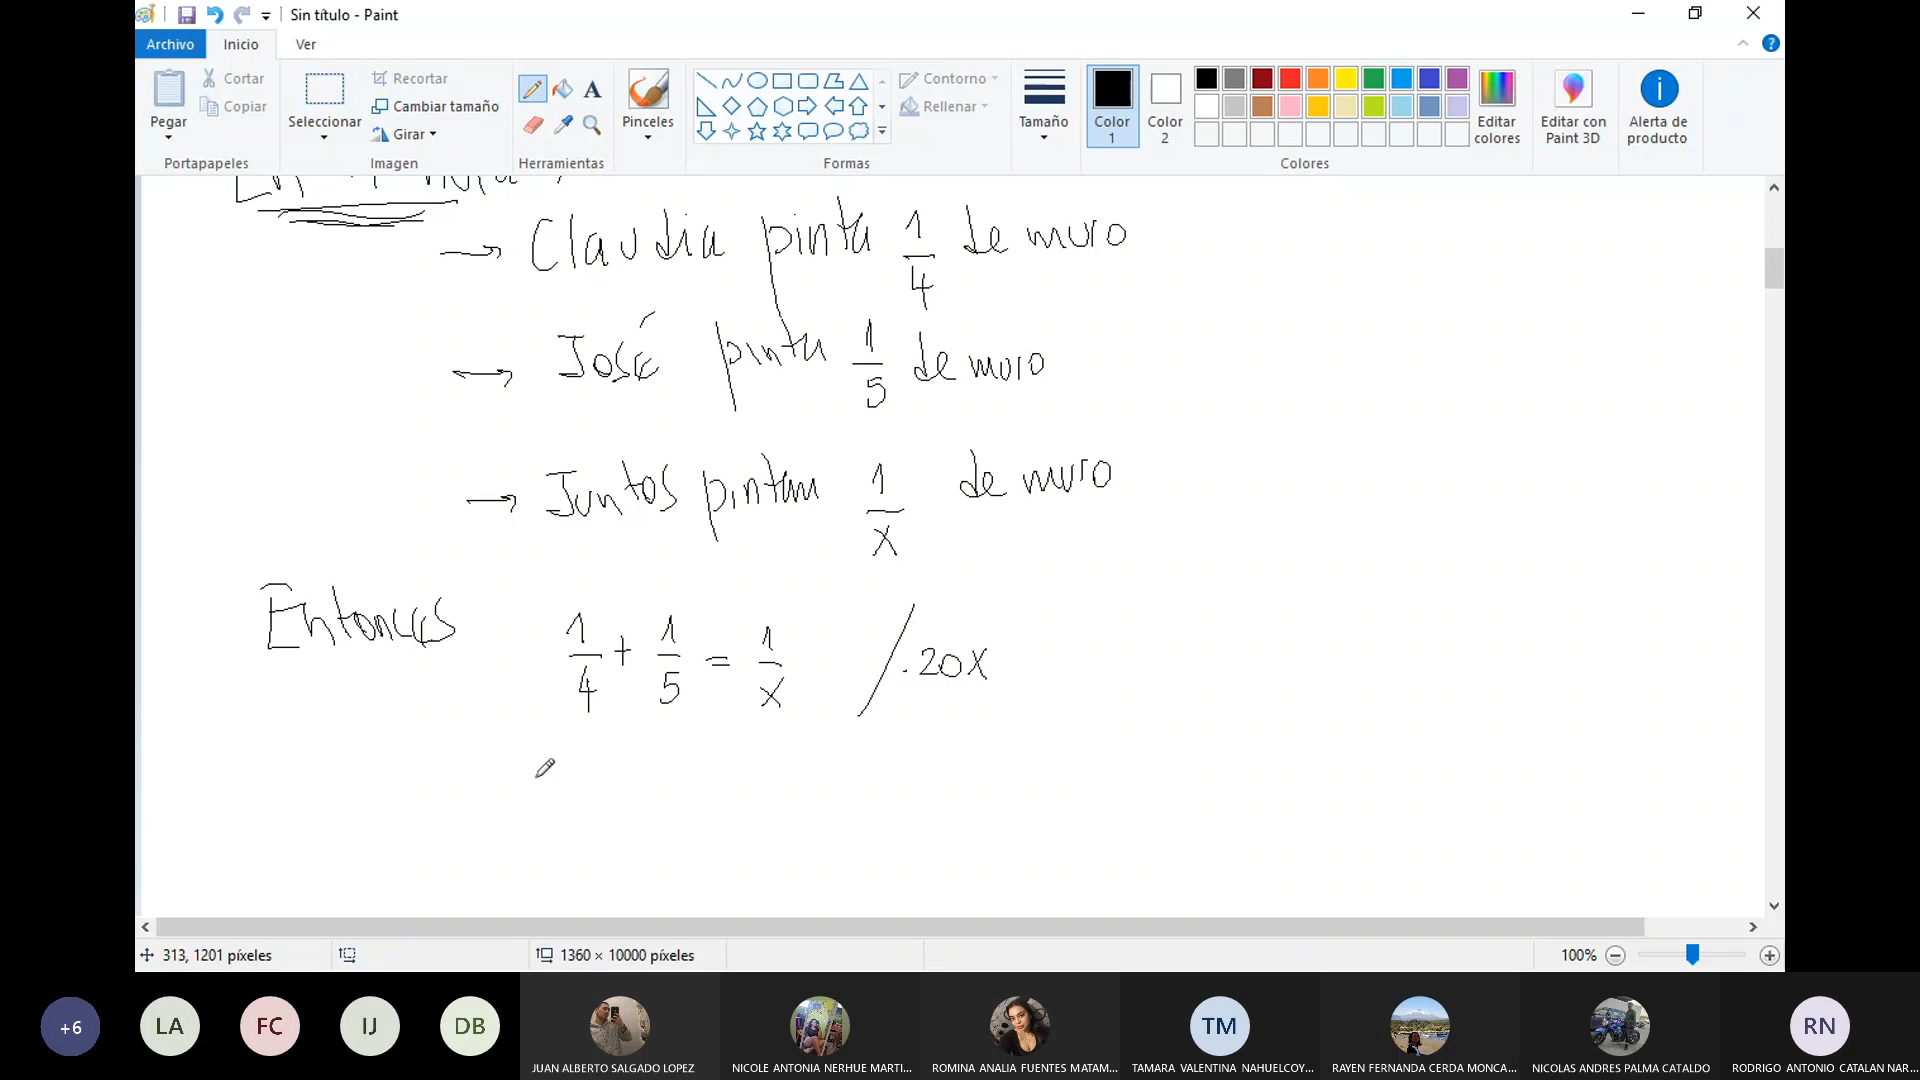 Sin título - Paint
Archivo Inicio Ver
Pegar
Cortar
Copiar
Portapapeles
Seleccionar
Recortar
Cambiar tamaño
Girar
Imagen
A
Herramientas
Pinceles
Contorno
Rellenar
Formas
Tamaño
Color 1
Color 2
Editar colores
Colores
Editar con Paint 3D
Alerta de producto
→ Claudia pinta 1/4 de muro
→ José pinta 1/5 de muro
→ Juntos pintan 1/x de muro
Entonces 1/4 + 1/5 = 1/x /·20x
313, 1201 píxeles
1360 × 10000 píxeles
100%
+6 LA FC IJ DB TM RN
JUAN ALBERTO SALGADO LOPEZ
NICOLE ANTONIA NERHUE MARTI...
ROMINA ANALIA FUENTES MATAM...
TAMARA VALENTINA NAHUELCOY...
RAYEN FERNANDA CERDA MONCA...
NICOLAS ANDRES PALMA CATALDO
RODRIGO ANTONIO CATALAN NAR...